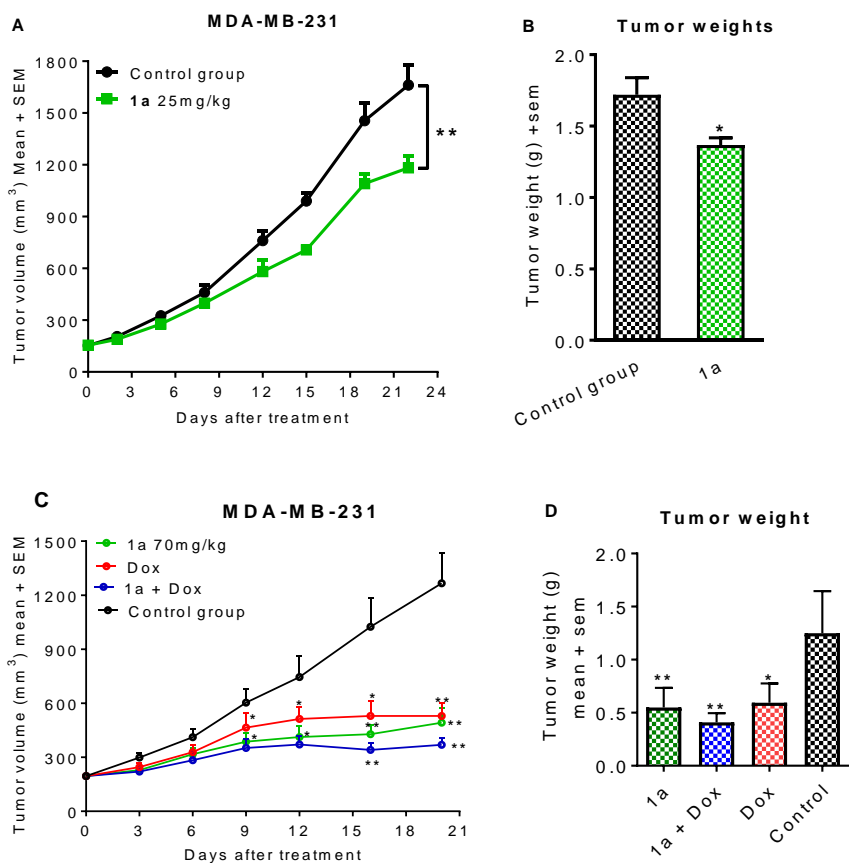 A
MDA-MB-231
Tumor volume (mm3) Mean + SEM
1800
1500
1200
900
600
300
0
Control group
1a 25mg/kg
**
0 3 6 9 12 15 18 21 24
Days after treatment
B
Tumor weights
Tumor weight (g) +sem
2.0
1.5
1.0
0.5
0.0
*
Control group
1a
C
MDA-MB-231
Tumor volume (mm3) mean + SEM
1500
1200
900
600
300
0
1a 70mg/kg
Dox
1a + Dox
Control group
* * * **
* * ** **
** **
0 3 6 9 12 15 18 21
Days after treatment
D
Tumor weight
Tumor weight (g)
mean + sem
2.0
1.5
1.0
0.5
0.0
** ** *
1a
1a + Dox
Dox
Control